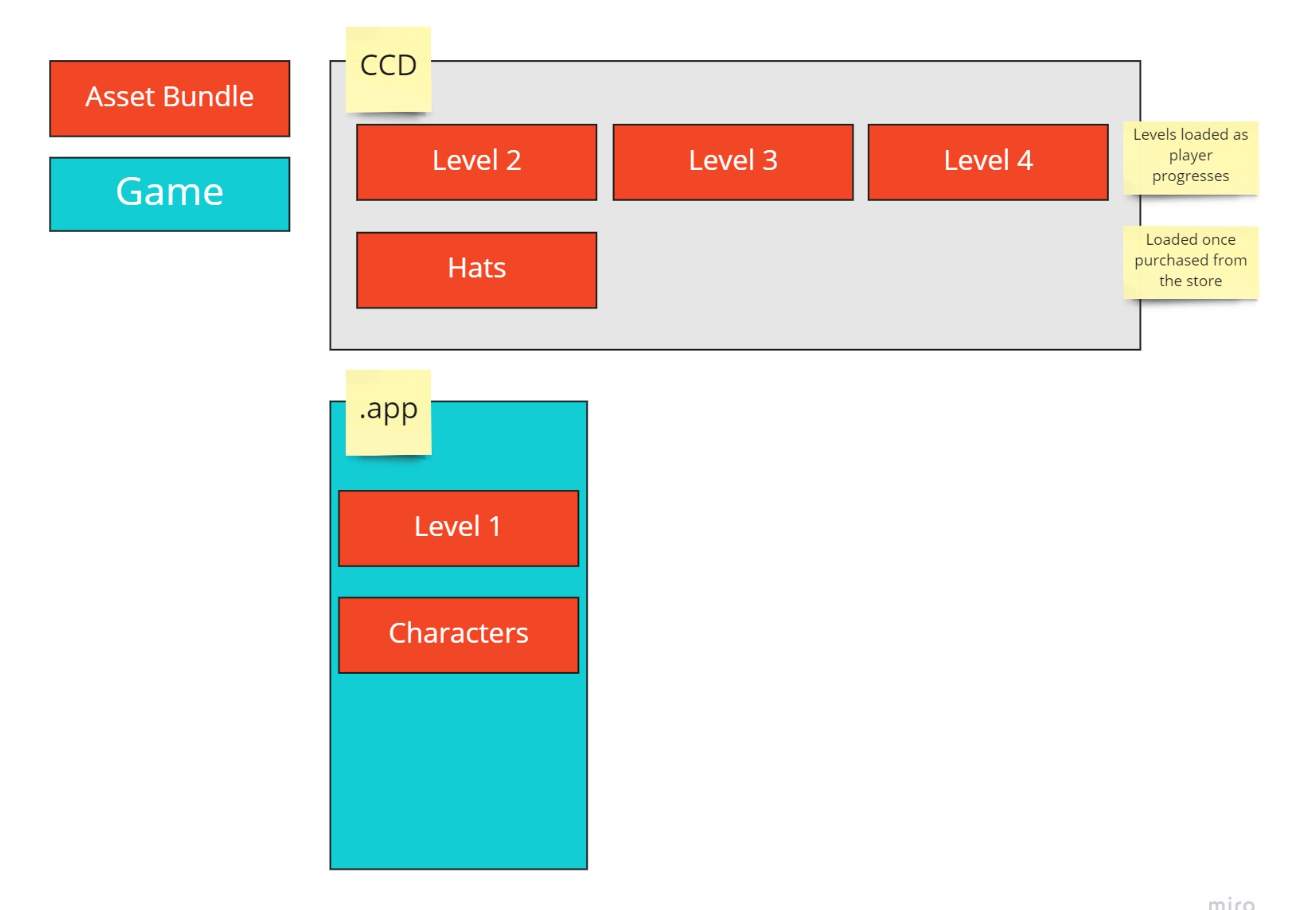 Asset Bundle
Game
CCD
Level 2
Level 3
Level 4
Levels loaded as
player
progresses
Hats
Loaded once
purchased from
the store
.app
Level 1
Characters
miro